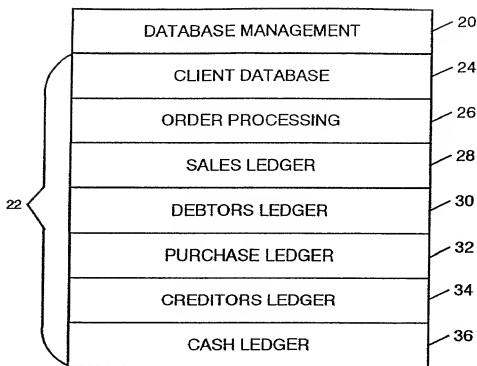 DATABASE MANAGEMENT 20
CLIENT DATABASE 24
ORDER PROCESSING 26
SALES LEDGER 28
22 DEBTORS LEDGER 30
PURCHASE LEDGER 32
CREDITORS LEDGER 34
CASH LEDGER 36